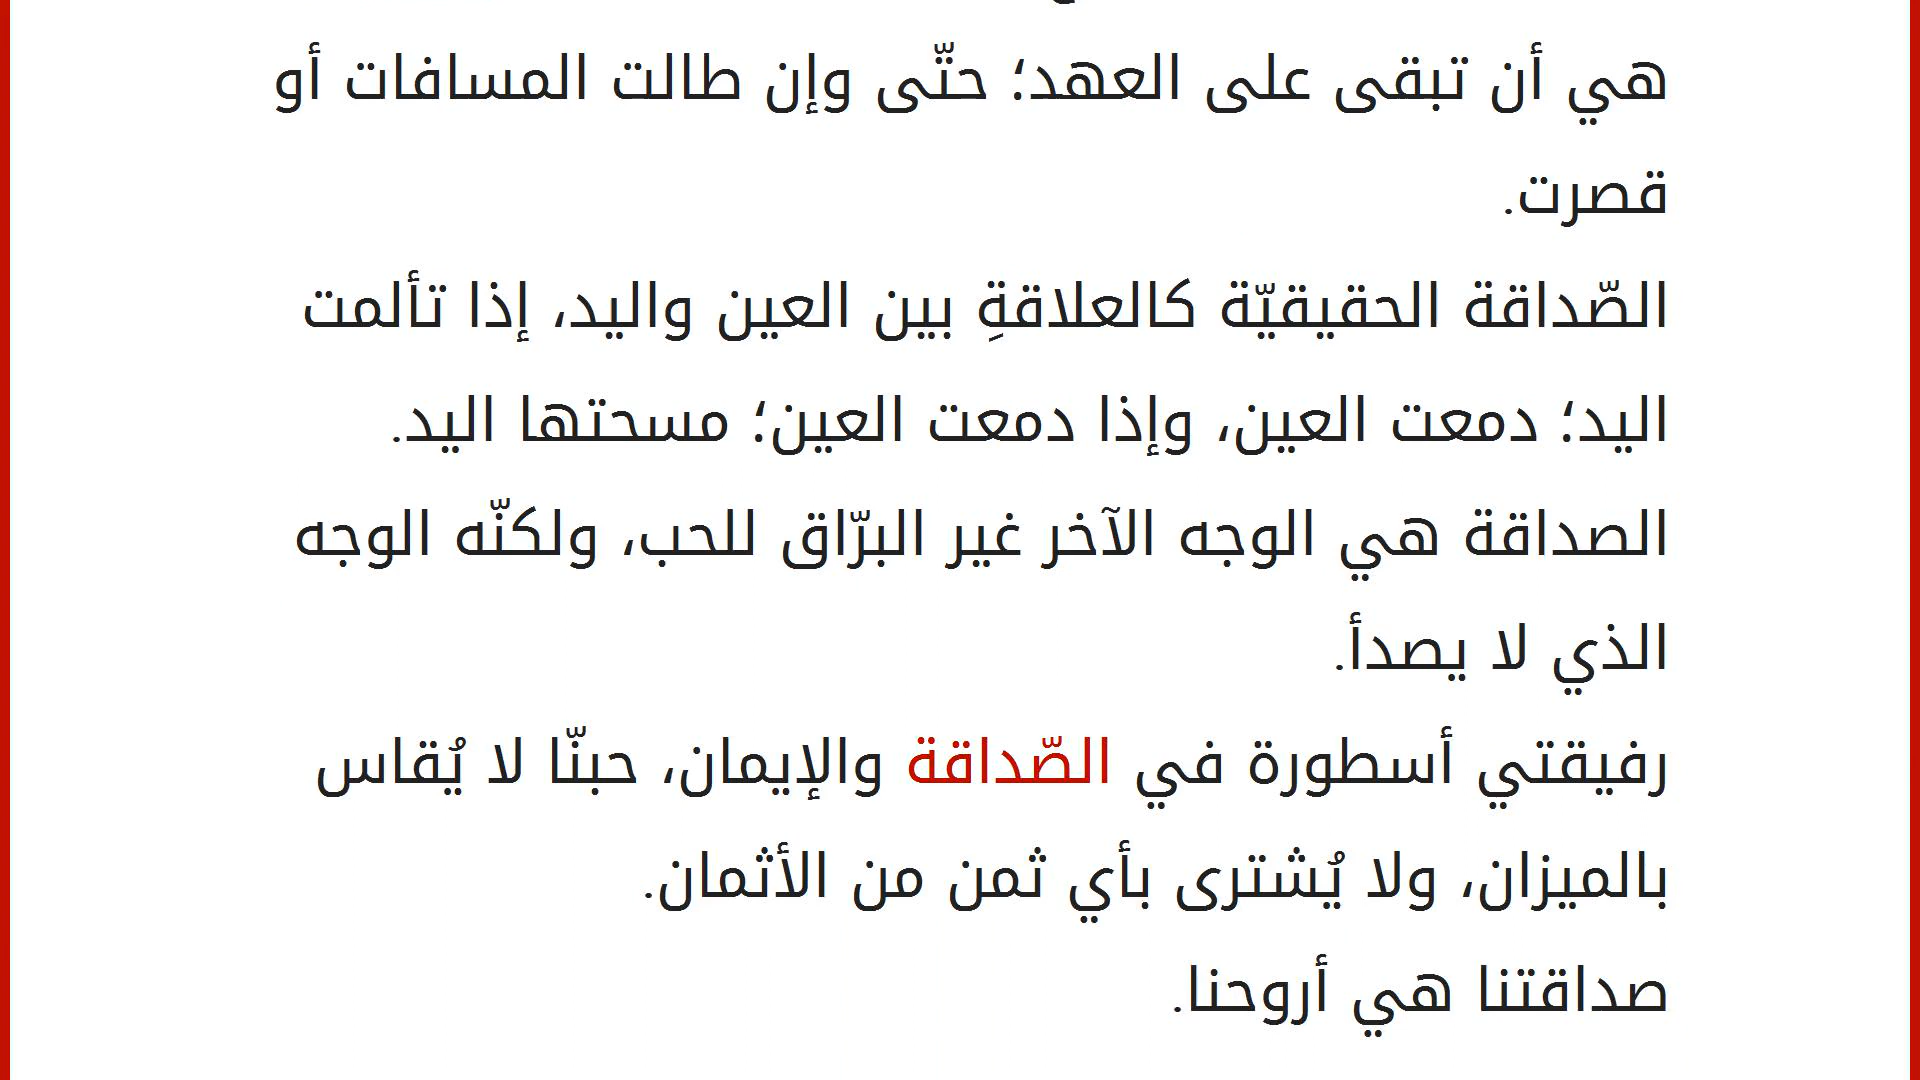 هي أن تبقى على العهد؛ حتّى وإن طالت المسافات أو
قصرت.
الصّداقة الحقيقيّة كالعلاقةِ بين العين واليد، إذا تألمت
اليد؛ دمعت العين، وإذا دمعت العين؛ مسحتها اليد.
الصداقة هي الوجه الآخر غير البرّاق للحب، ولكنّه الوجه
الذي لا يصدأ.
رفيقتي أسطورة في الصّداقة والإيمان، حبنّا لا يُقاس
بالميزان، ولا يُشترى بأي ثمن من الأثمان.
صداقتنا هي أروحنا.